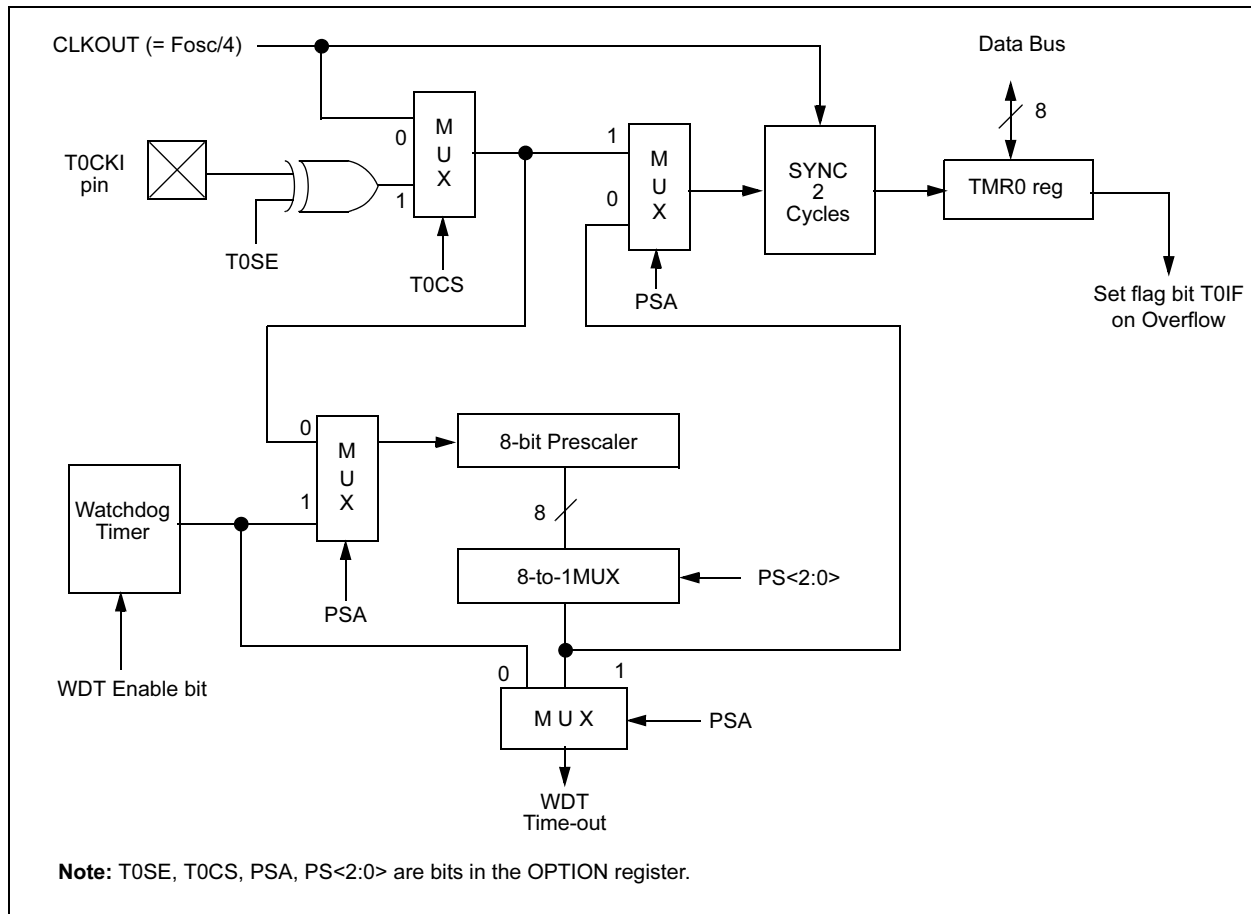 CLKOUT (= Fosc/4)
Data Bus
8
T0CKI
pin
T0SE
0
1
M
U
X
T0CS
1
0
M
U
X
PSA
SYNC
2
Cycles
TMR0 reg
Set flag bit T0IF
on Overflow
0
1
M
U
X
PSA
8-bit Prescaler
8
8-to-1MUX
PS<2:0>
Watchdog
Timer
WDT Enable bit
0
1
M U X
PSA
WDT
Time-out
Note: T0SE, T0CS, PSA, PS<2:0> are bits in the OPTION register.